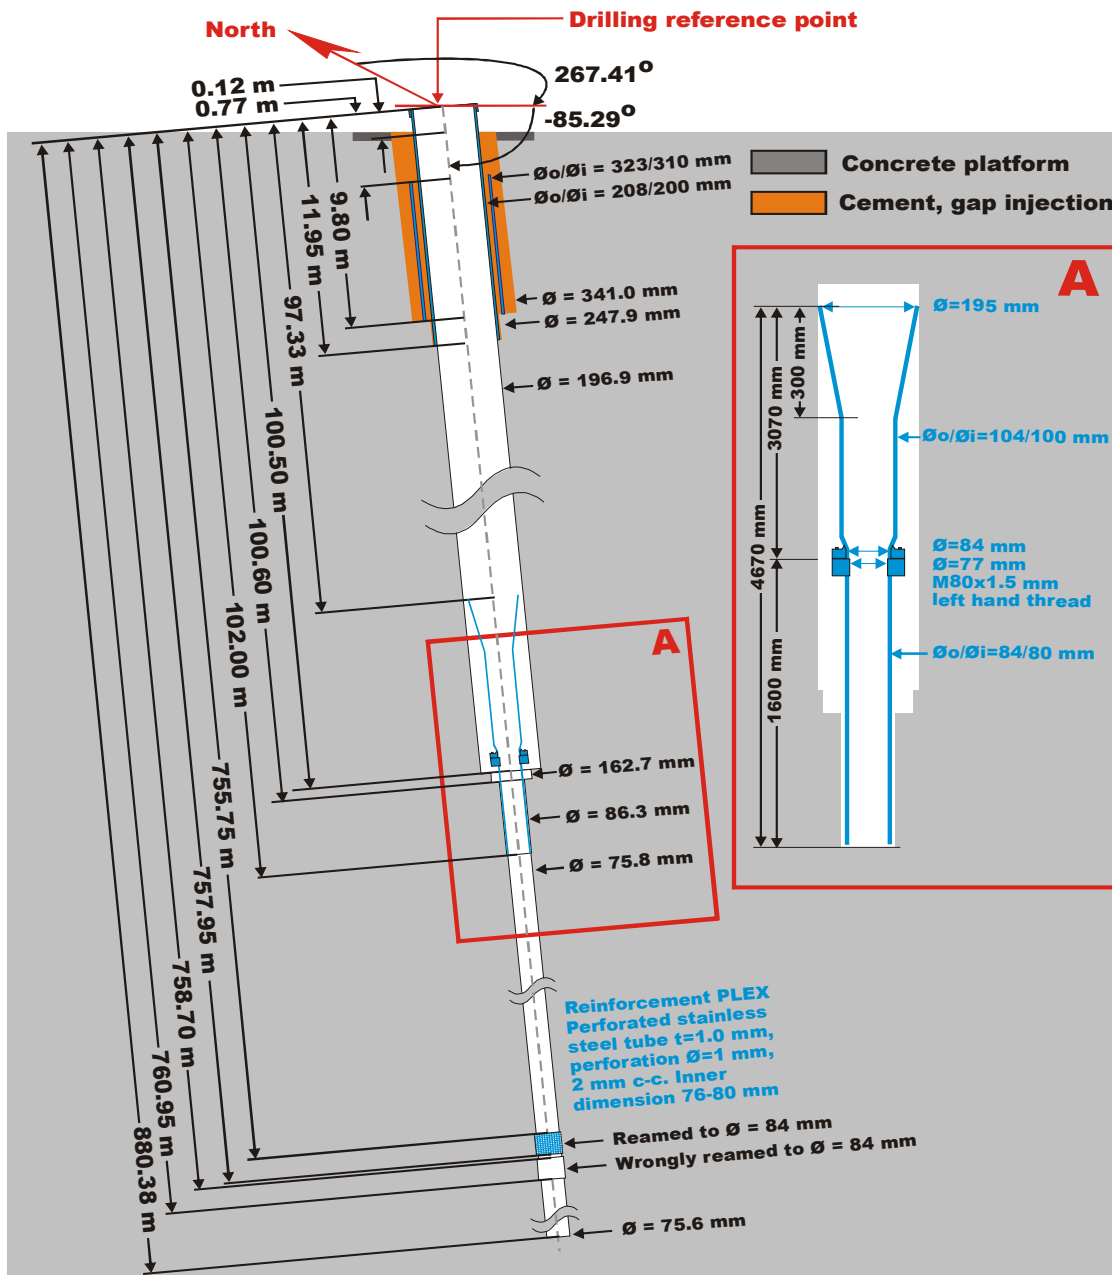 Drilling reference point
North
267.41°
0.12 m
0.77 m
-85.29°
Øo/Øi = 323/310 mm
Øo/Øi = 208/200 mm
Concrete platform
Cement, gap injection
9.80 m
11.95 m
97.33 m
100.50 m
100.60 m
102.00 m
755.75 m
757.95 m
758.70 m
760.95 m
880.38 m
Ø = 341.0 mm
Ø = 247.9 mm
Ø = 196.9 mm
A
Ø = 162.7 mm
Ø = 86.3 mm
Ø = 75.8 mm
Reinforcement PLEX
Perforated stainless
steel tube t=1.0 mm,
perforation Ø=1 mm,
2 mm c-c. Inner
dimension 76-80 mm
Reamed to Ø = 84 mm
Wrongly reamed to Ø = 84 mm
Ø = 75.6 mm
A
Ø=195 mm
300 mm
3070 mm
4670 mm
1600 mm
Øo/Øi=104/100 mm
Ø=84 mm
Ø=77 mm
M80x1.5 mm
left hand thread
Øo/Øi=84/80 mm